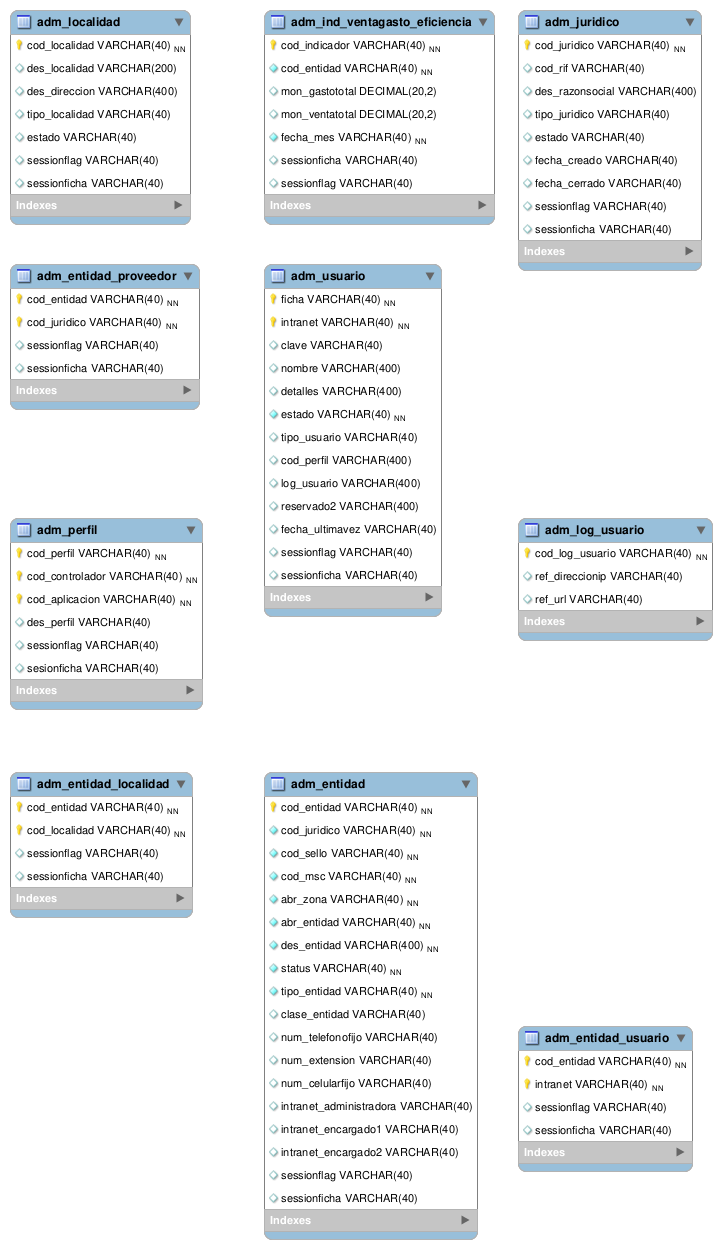 adm_localidad
cod_localidad VARCHAR(40) NN
des_localidad VARCHAR(200)
des_direccion VARCHAR(400)
tipo_localidad VARCHAR(40)
estado VARCHAR(40)
sessionflag VARCHAR(40)
sessionficha VARCHAR(40)
Indexes
adm_ind_ventagasto_eficiencia
cod_indicador VARCHAR(40) NN
cod_entidad VARCHAR(40) NN
mon_gastototal DECIMAL(20,2)
mon_ventatotal DECIMAL(20,2)
fecha_mes VARCHAR(40) NN
sessionficha VARCHAR(40)
sessionflag VARCHAR(40)
Indexes
adm_juridico
cod_juridico VARCHAR(40) NN
cod_rif VARCHAR(40)
des_razonsocial VARCHAR(400)
tipo_juridico VARCHAR(40)
estado VARCHAR(40)
fecha_creado VARCHAR(40)
fecha_cerrado VARCHAR(40)
sessionflag VARCHAR(40)
sessionficha VARCHAR(40)
Indexes
adm_entidad_proveedor
cod_entidad VARCHAR(40) NN
cod_juridico VARCHAR(40) NN
sessionflag VARCHAR(40)
sessionficha VARCHAR(40)
Indexes
adm_usuario
ficha VARCHAR(40) NN
intranet VARCHAR(40) NN
clave VARCHAR(40)
nombre VARCHAR(400)
detalles VARCHAR(400)
estado VARCHAR(40) NN
tipo_usuario VARCHAR(40)
cod_perfil VARCHAR(400)
log_usuario VARCHAR(400)
reservado2 VARCHAR(400)
fecha_ultimavez VARCHAR(40)
sessionflag VARCHAR(40)
sessionficha VARCHAR(40)
Indexes
adm_perfil
cod_perfil VARCHAR(40) NN
cod_controlador VARCHAR(40) NN
cod_aplicacion VARCHAR(40) NN
des_perfil VARCHAR(40)
sessionflag VARCHAR(40)
sesionficha VARCHAR(40)
Indexes
adm_log_usuario
cod_log_usuario VARCHAR(40) NN
ref_direccionip VARCHAR(40)
ref_url VARCHAR(40)
Indexes
adm_entidad_localidad
cod_entidad VARCHAR(40) NN
cod_localidad VARCHAR(40) NN
sessionflag VARCHAR(40)
sessionficha VARCHAR(40)
Indexes
adm_entidad
cod_entidad VARCHAR(40) NN
cod_juridico VARCHAR(40) NN
cod_sello VARCHAR(40) NN
cod_msc VARCHAR(40) NN
abr_zona VARCHAR(40) NN
abr_entidad VARCHAR(40) NN
des_entidad VARCHAR(400) NN
status VARCHAR(40) NN
tipo_entidad VARCHAR(40) NN
clase_entidad VARCHAR(40)
num_telefonofijo VARCHAR(40)
num_extension VARCHAR(40)
num_celularfijo VARCHAR(40)
intranet_administradora VARCHAR(40)
intranet_encargado1 VARCHAR(40)
intranet_encargado2 VARCHAR(40)
sessionflag VARCHAR(40)
sessionficha VARCHAR(40)
Indexes
adm_entidad_usuario
cod_entidad VARCHAR(40) NN
intranet VARCHAR(40) NN
sessionflag VARCHAR(40)
sessionficha VARCHAR(40)
Indexes